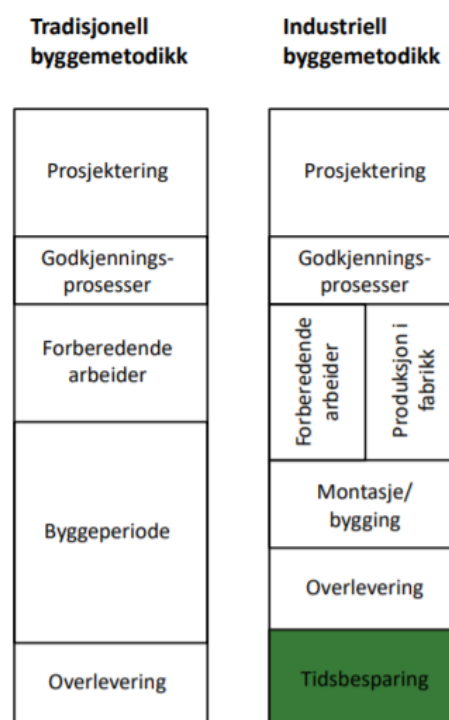 Tradisjonell
byggemetodikk
Prosjektering
Godkjennings-
prosesser
Forberedende
arbeider
Byggeperiode
Overlevering
Industriell
byggemetodikk
Prosjektering
Godkjennings-
prosesser
Forberedende
arbeider
Produksjon i
fabrikk
Montasje/
bygging
Overlevering
Tidsbesparing